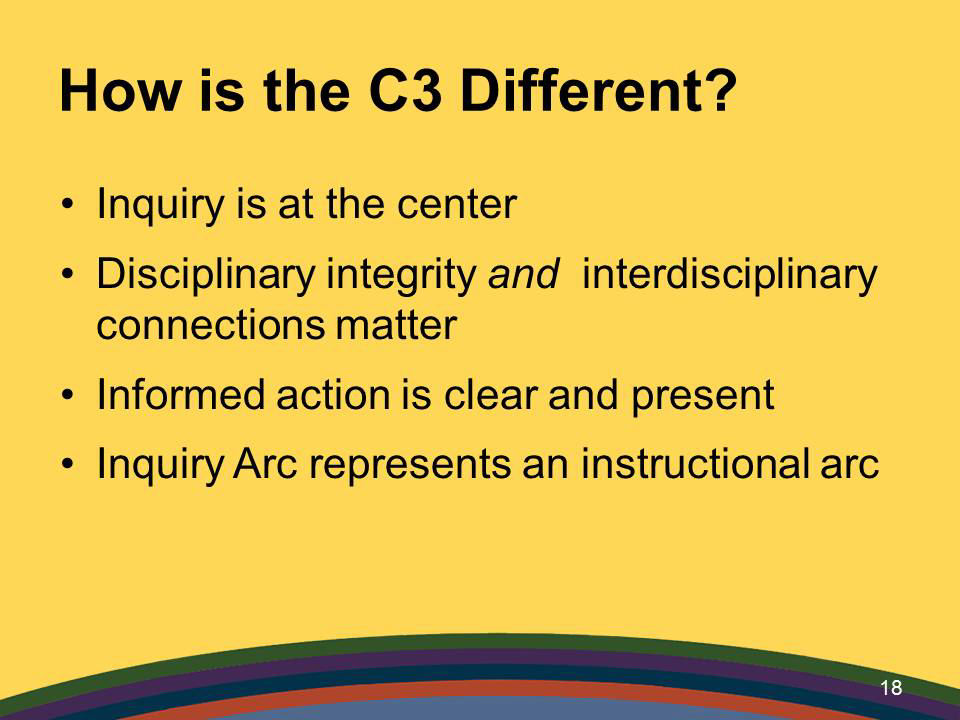 How is the C3 Different?
• Inquiry is at the center
• Disciplinary integrity and  interdisciplinary
connections matter
• Informed action is clear and present
• Inquiry Arc represents an instructional arc
18